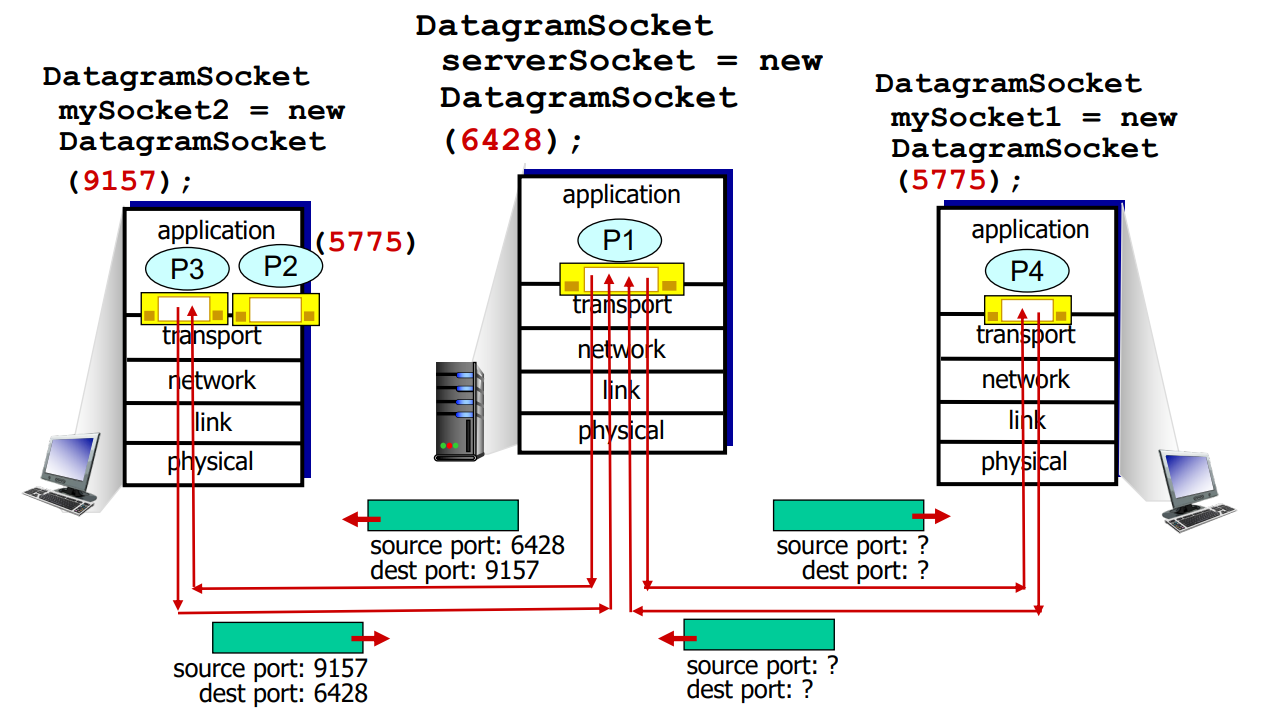 DatagramSocket
serverSocket = new
DatagramSocket
(6428);
DatagramSocket
mySocket2 = new
DatagramSocket
(9157);
DatagramSocket
mySocket1 = new
DatagramSocket
(5775);
application
P3
P2
(5775)
transport
network
link
physical
application
P1
transport
network
link
physical
application
P4
transport
network
link
physical
source port: 6428
dest port: 9157
source port: ?
dest port: ?
source port: 9157
dest port: 6428
source port: ?
dest port: ?